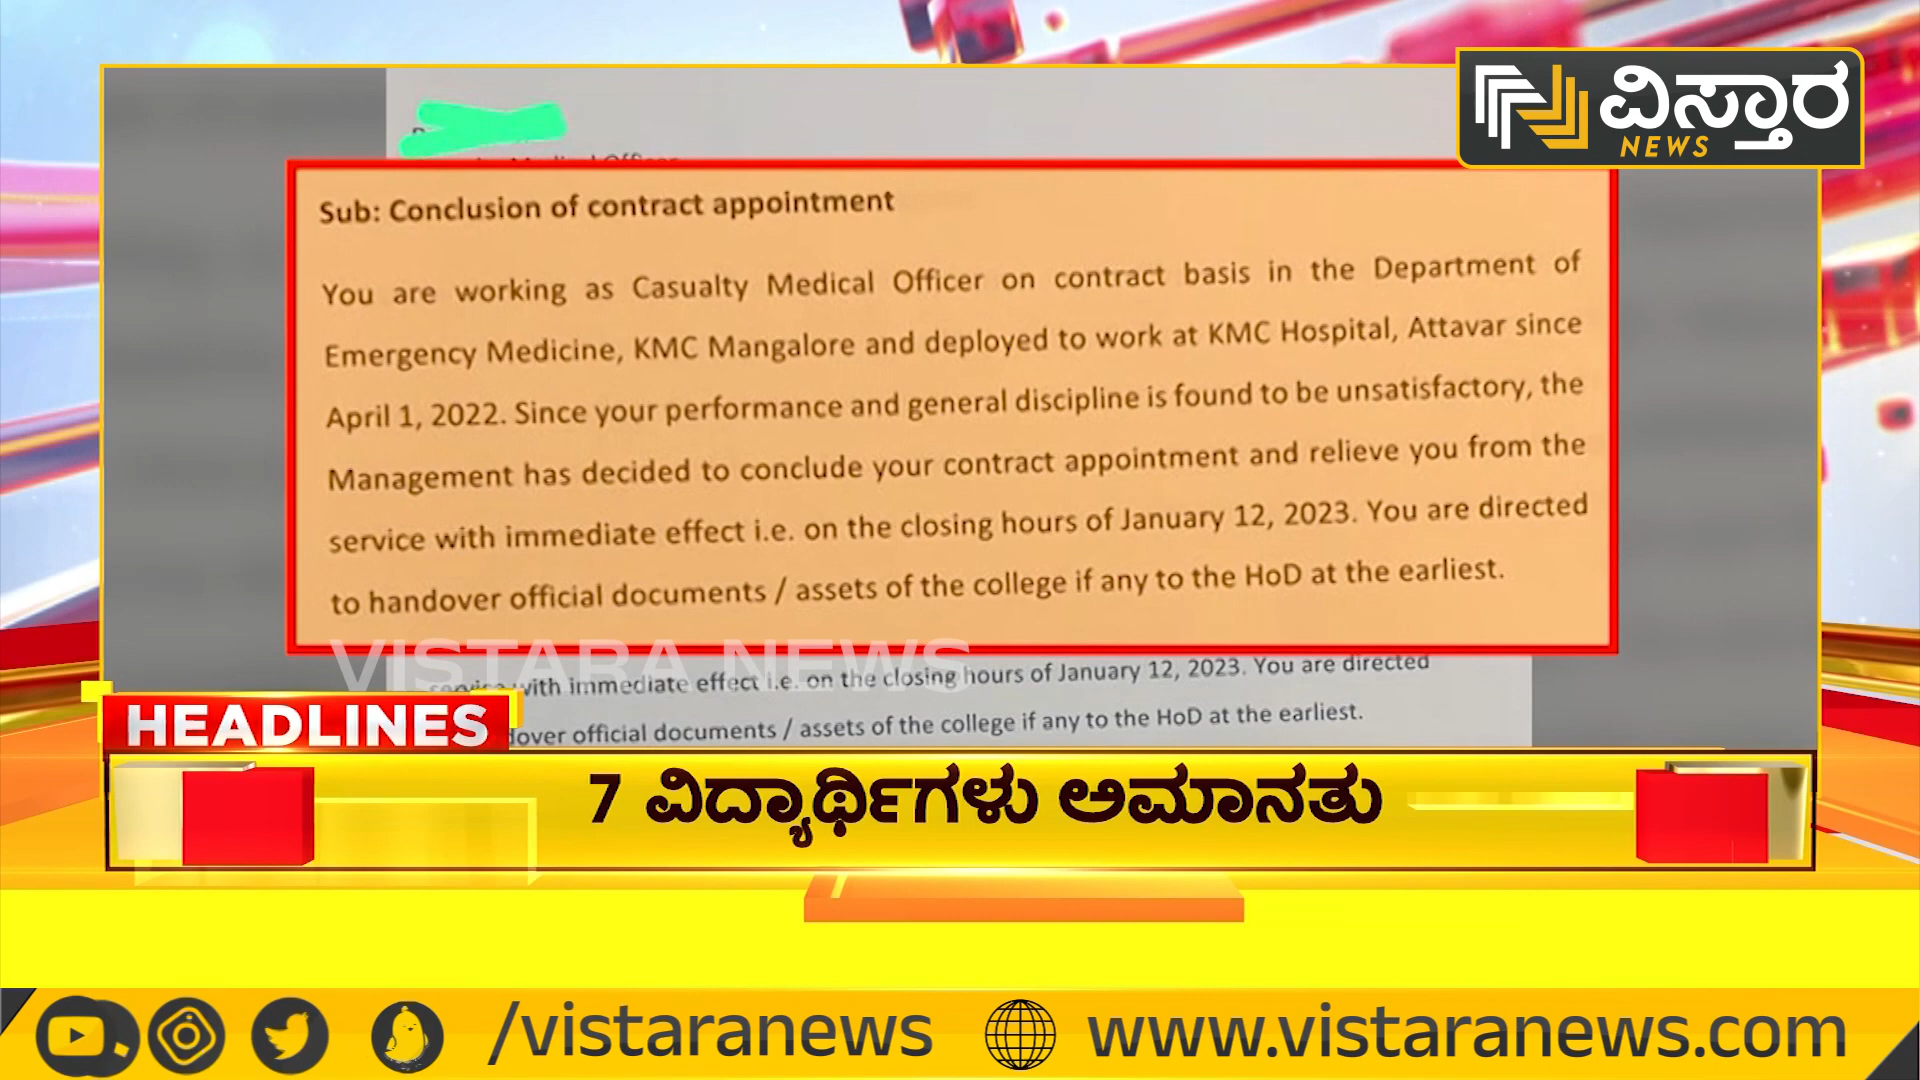 ವಿಸ್ತಾರ
NEWS
Sub: Conclusion of contract appointment
You are working as Casualty Medical Officer on contract basis in the Department of
Emergency Medicine, KMC Mangalore and deployed to work at KMC Hospital, Attavar since
April 1, 2022. Since your performance and general discipline is found to be unsatisfactory, the
Management has decided to conclude your contract appointment and relieve you from the
service with immediate effect i.e. on the closing hours of January 12, 2023. You are directed
to handover official documents / assets of the college if any to the HoD at the earliest.
VISTARA NEWS
service with immediate effect i.e. on the closing hours of January 12, 2023. You are directed
official documents / assets of the college if any to the HoD at the earliest.
HEADLINES
7 ವಿದ್ಯಾರ್ಥಿಗಳು ಅಮಾನತು
/vistaranews
www.vistaranews.com